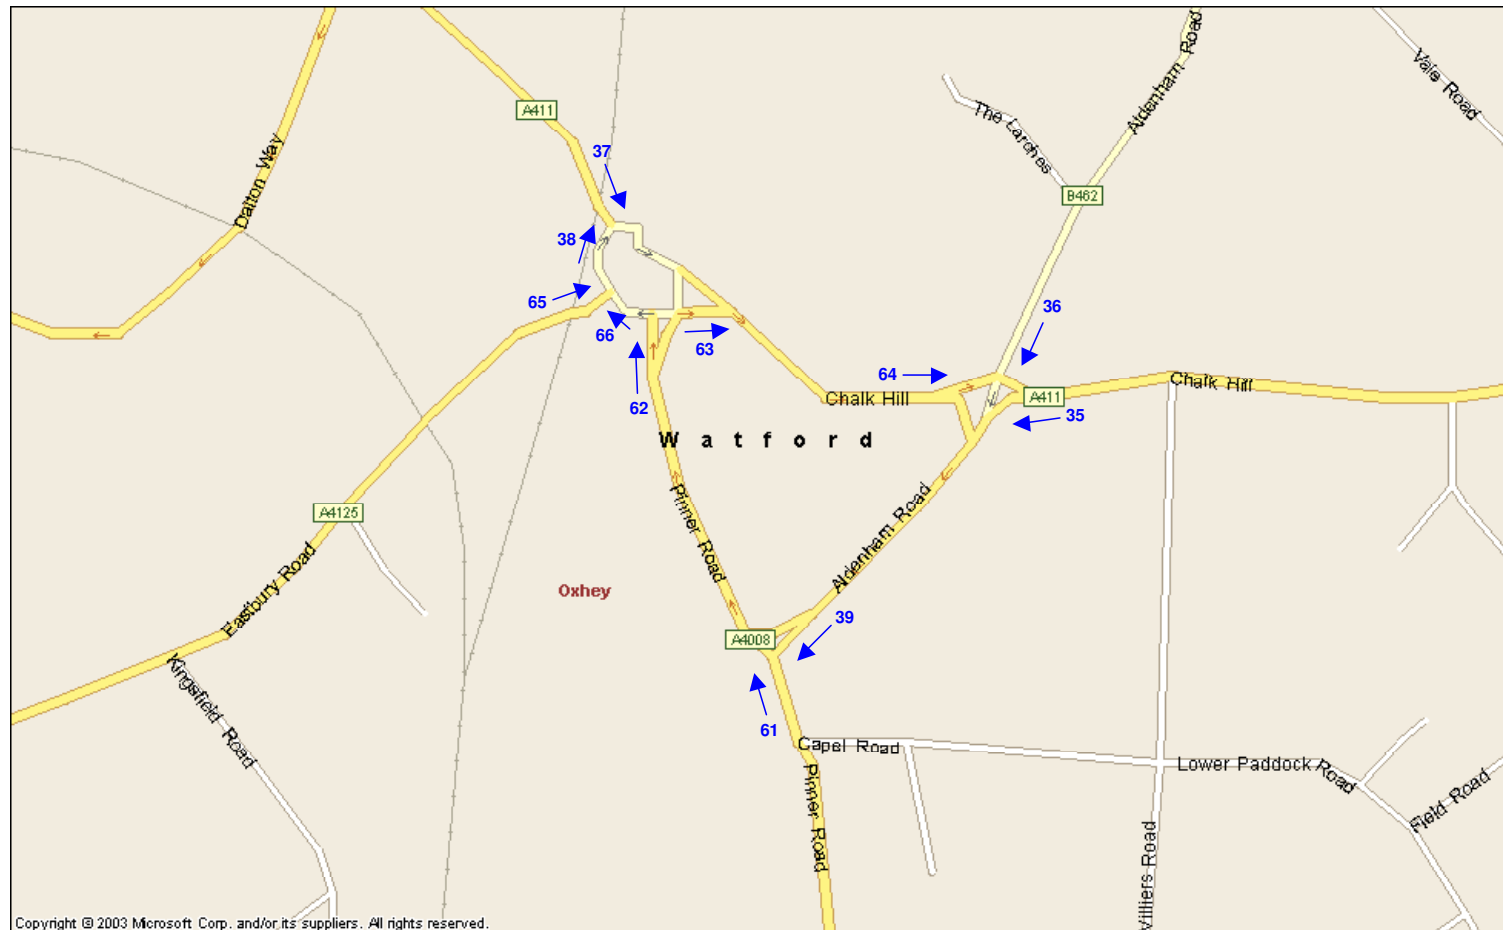 Aldenham Road
Vale Road
A411
The Larches
Dalton Way
37
B462
38
65
36
66
63
64
Chalk Hill
A411
Chalk Hill
62
35
Watford
Pinner Road
A4125
Aldenham Road
Eastbury Road
Oxhey
39
A4008
Kingsfield Road
61
Capel Road
Lower Paddock Road
Pinner Road
Field Road
Villiers Road
Copyright © 2003 Microsoft Corp. and/or its suppliers. All rights reserved.